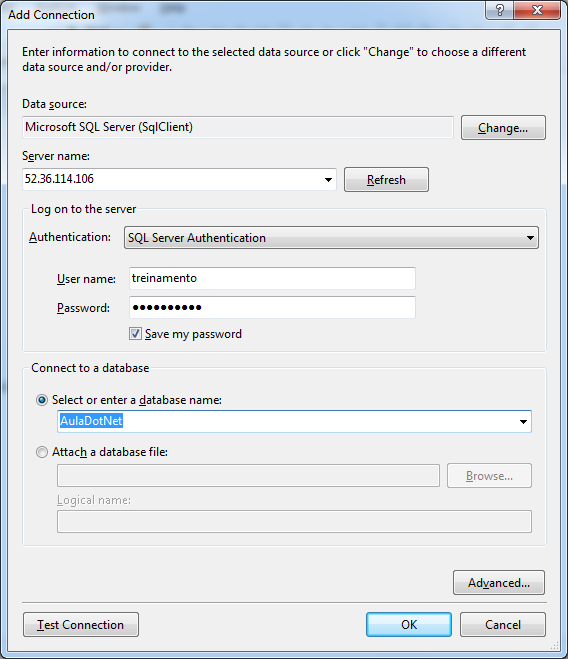 Add Connection
Enter information to connect to the selected data source or click "Change" to choose a different
data source and/or provider.
Data source:
Microsoft SQL Server (SqlClient)
Change...
Server name:
52.36.114.106
Refresh
Log on to the server
Authentication:
SQL Server Authentication
User name:
treinamento
Password:
●●●●●●●●●●
Save my password
Connect to a database
Select or enter a database name:
AulaDotNet
Attach a database file:
Browse...
Logical name:
Advanced...
Test Connection
OK
Cancel